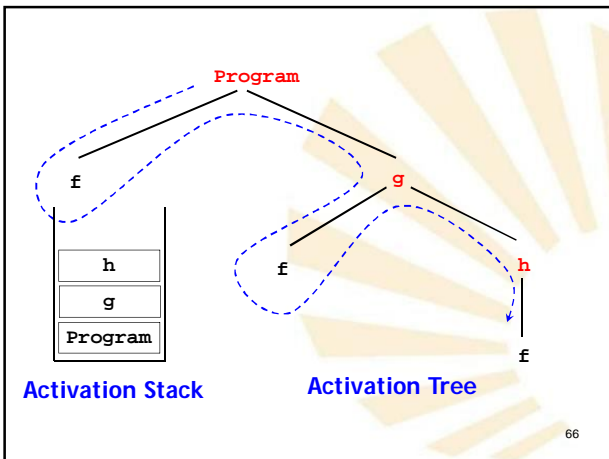 Program
f
g
f
h
h
g
Program
f
Activation Stack
Activation Tree
66